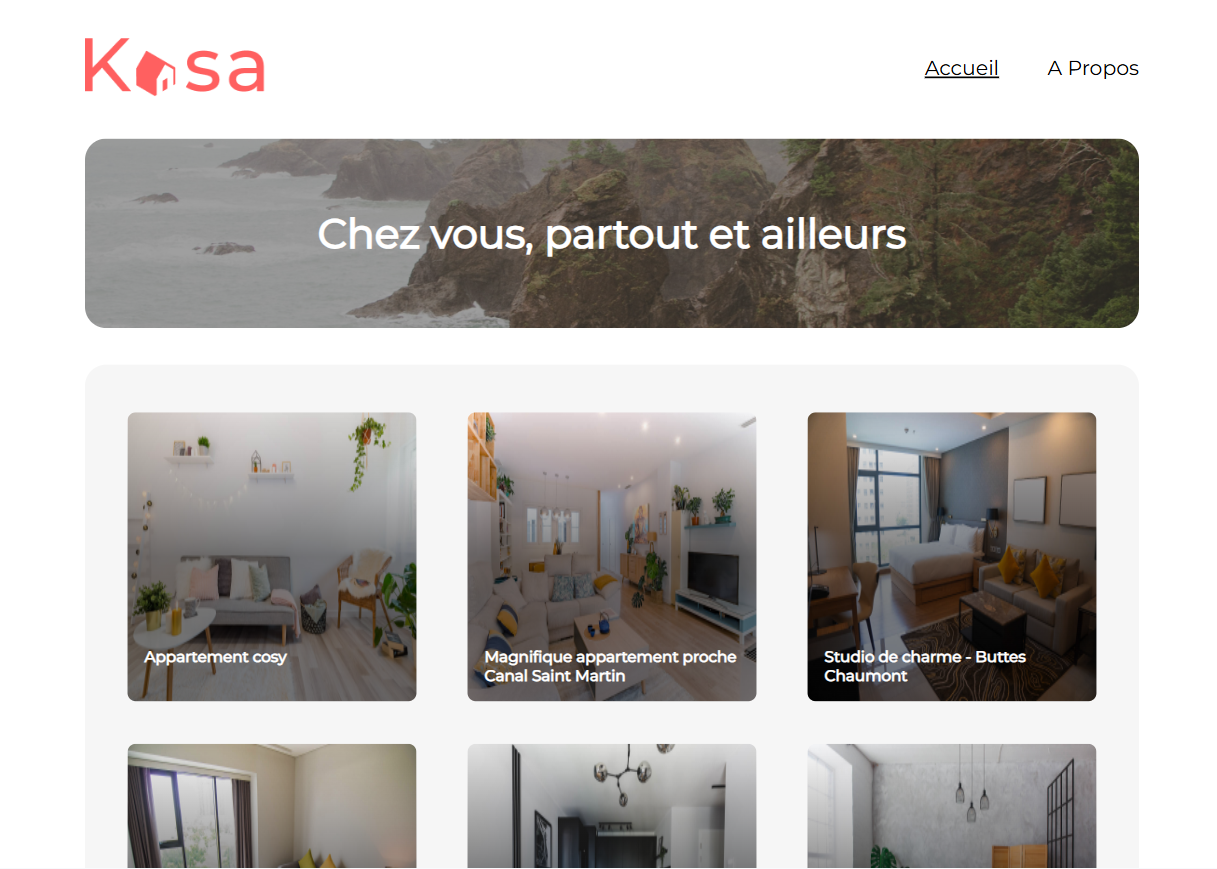 Kasa
Accueil
A Propos
Chez vous, partout et ailleurs
Appartement cosy
Magnifique appartement proche
Canal Saint Martin
Studio de charme - Buttes
Chaumont